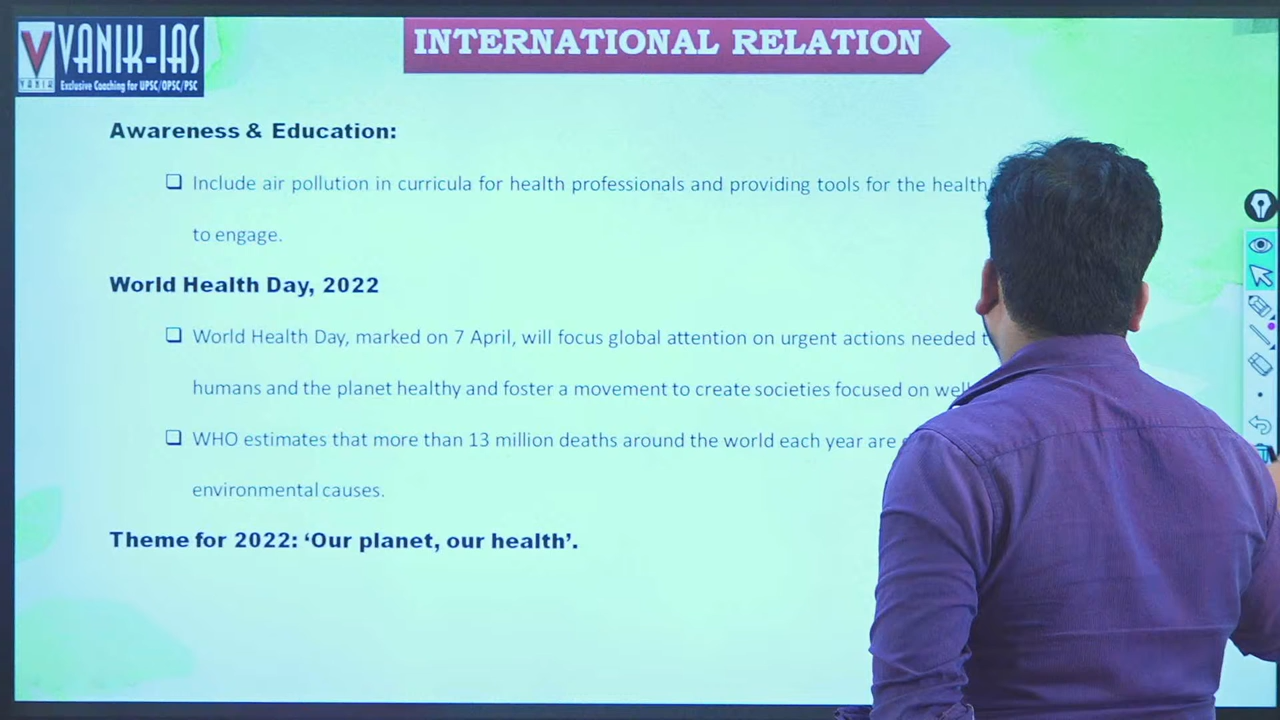 VANIK-IAS
VANIK
Exclusive Coaching for UPSC/OPSC/PSC
INTERNATIONAL RELATION
Awareness & Education:
Include air pollution in curricula for health professionals and providing tools for the health
to engage.
World Health Day, 2022
World Health Day, marked on 7 April, will focus global attention on urgent actions needed
humans and the planet healthy and foster a movement to create societies focused on
WHO estimates that more than 13 million deaths around the world each year are
environmental causes.
Theme for 2022: ‘Our planet, our health’.